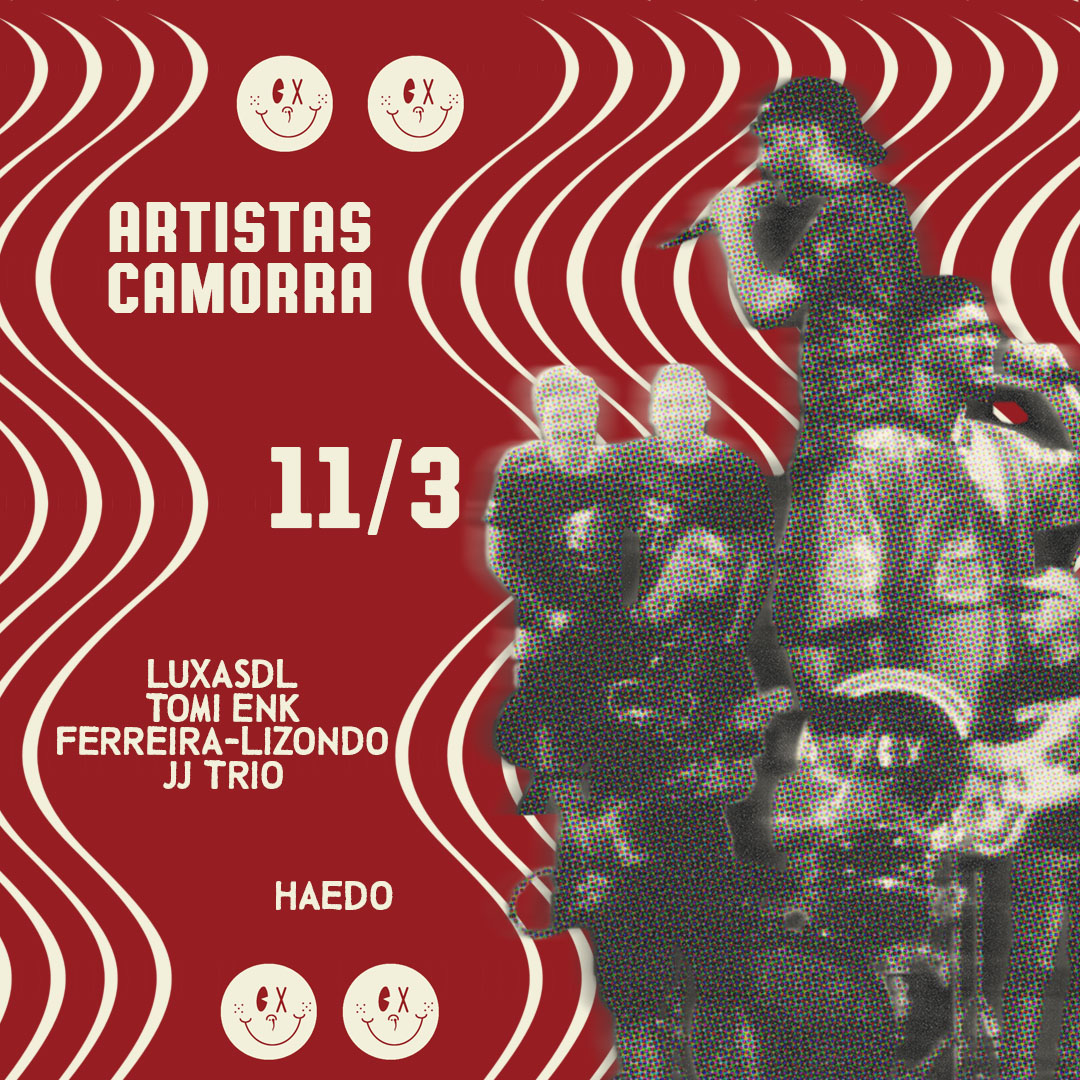 ARTISTAS
CAMORRA
11/3
LUXASDL
TOMI ENK
FERREIRA-LIZONDO
JJ TRIO
HAEDO